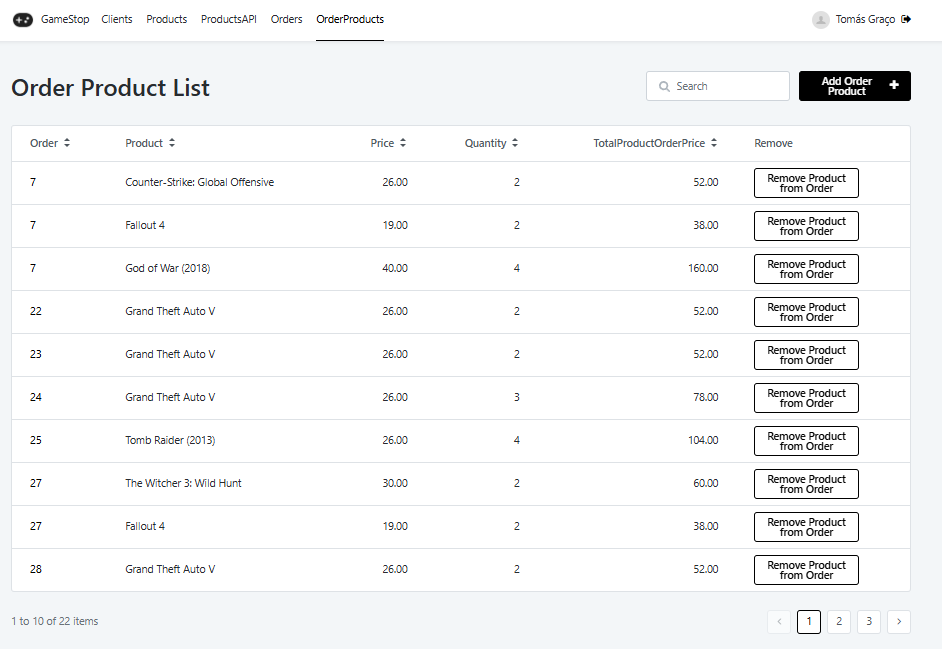 GameStop Clients Products ProductsAPI Orders OrderProducts Tomás Graço
Order Product List
Search
Add Order
Product
Order Product Price Quantity TotalProductOrderPrice Remove
7 Counter-Strike: Global Offensive 26.00 2 52.00 Remove Product
from Order
7 Fallout 4 19.00 2 38.00 Remove Product
from Order
7 God of War (2018) 40.00 4 160.00 Remove Product
from Order
22 Grand Theft Auto V 26.00 2 52.00 Remove Product
from Order
23 Grand Theft Auto V 26.00 2 52.00 Remove Product
from Order
24 Grand Theft Auto V 26.00 3 78.00 Remove Product
from Order
25 Tomb Raider (2013) 26.00 4 104.00 Remove Product
from Order
27 The Witcher 3: Wild Hunt 30.00 2 60.00 Remove Product
from Order
27 Fallout 4 19.00 2 38.00 Remove Product
from Order
28 Grand Theft Auto V 26.00 2 52.00 Remove Product
from Order
1 to 10 of 22 items
1 2 3